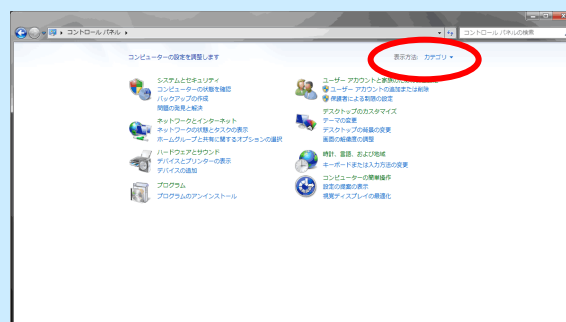 コントロール パネル
コントロール パネルの検索
コンピューターの設定を調整します
表示方法: カテゴリ
システムとセキュリティ
コンピューターの状態を確認
バックアップの作成
問題の発見と解決
ネットワークとインターネット
ネットワークの状態とタスクの表示
ホームグループと共有に関するオプションの選択
ハードウェアとサウンド
デバイスとプリンターの表示
デバイスの追加
プログラム
プログラムのアンインストール
ユーザー アカウントと家族のための
ユーザー アカウントの追加または削除
保護者による制限の設定
デスクトップのカスタマイズ
テーマの変更
デスクトップの背景の変更
画面の解像度の調整
時計、言語、および地域
キーボードまたは入力方法の変更
コンピューターの簡単操作
設定の提案の表示
視覚ディスプレイの最適化